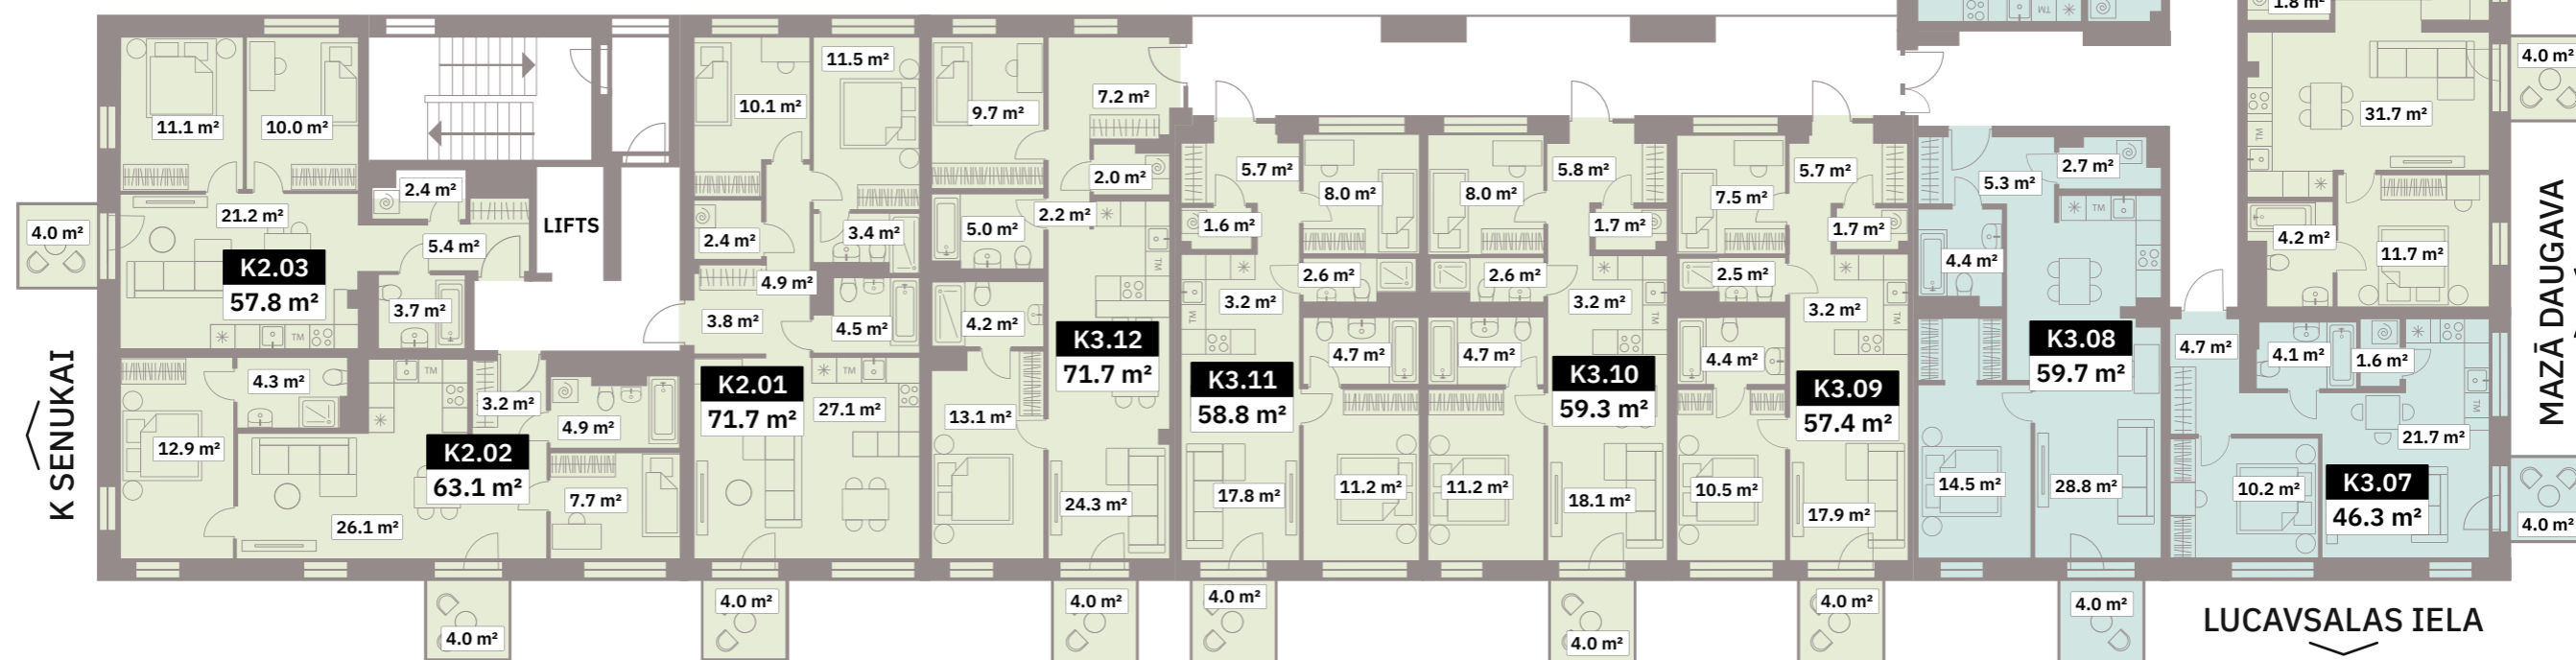 1.8 m²
11.1 m²
10.0 m²
2.4 m²
21.2 m²
4.0 m²
5.4 m²
LIFTS
K2.03
57.8 m²
3.7 m²
TM
K SENUKAI
4.3 m²
TM
3.2 m²
4.9 m²
12.9 m²
K2.02
63.1 m²
7.7 m²
26.1 m²
4.0 m²
10.1 m²
11.5 m²
2.4 m²
3.4 m²
4.9 m²
3.8 m²
4.5 m²
TM
K2.01
71.7 m²
27.1 m²
4.0 m²
9.7 m²
7.2 m²
2.0 m²
5.0 m²
2.2 m²
TM
4.2 m²
K3.12
71.7 m²
13.1 m²
24.3 m²
4.0 m²
5.7 m²
8.0 m²
1.6 m²
2.6 m²
3.2 m²
TM
4.7 m²
K3.11
58.8 m²
17.8 m²
11.2 m²
4.0 m²
8.0 m²
5.8 m²
1.7 m²
2.6 m²
3.2 m²
TM
4.7 m²
K3.10
59.3 m²
11.2 m²
18.1 m²
4.0 m²
7.5 m²
5.7 m²
1.7 m²
2.5 m²
3.2 m²
TM
4.4 m²
K3.09
57.4 m²
10.5 m²
17.9 m²
4.0 m²
TM
2.7 m²
5.3 m²
TM
4.4 m²
K3.08
59.7 m²
14.5 m²
28.8 m²
4.0 m²
4.0 m²
31.7 m²
TM
4.2 m²
11.7 m²
4.7 m²
4.1 m²
1.6 m²
TM
21.7 m²
10.2 m²
K3.07
46.3 m²
4.0 m²
MAZĀ DAUGAVA
LUCAVSALAS IELA